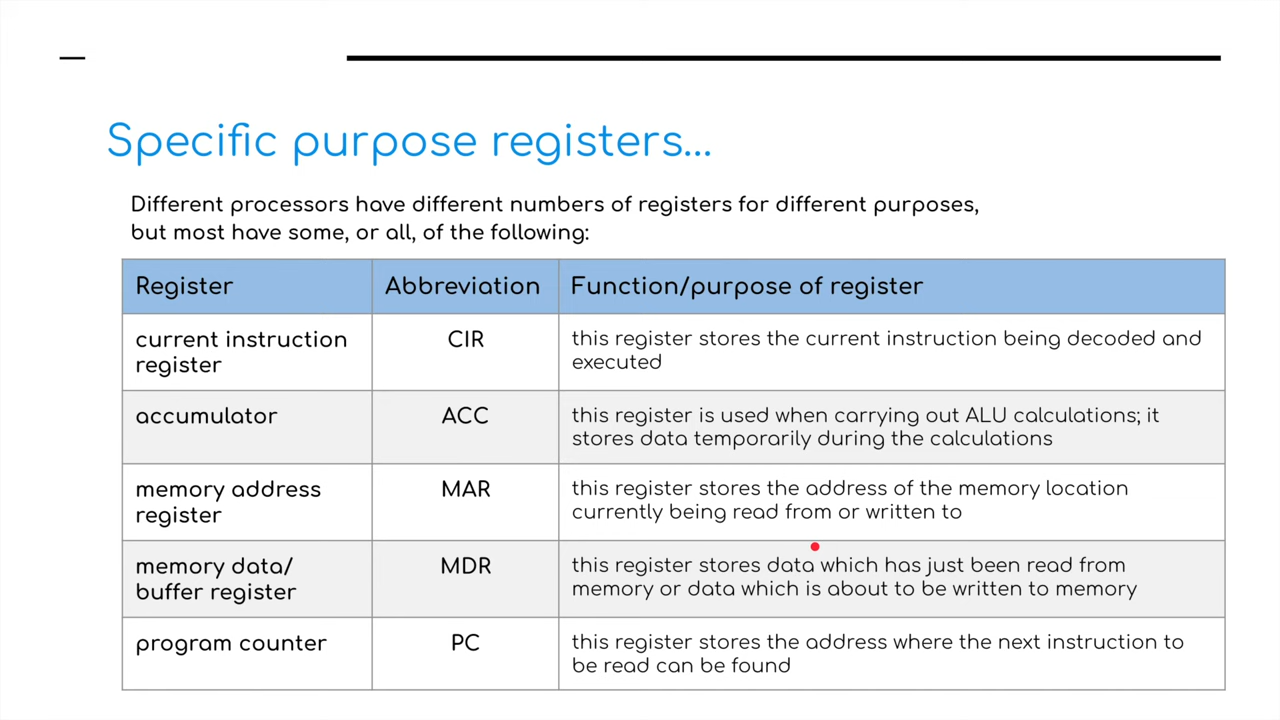 Specific purpose registers...
Different processors have different numbers of registers for different purposes,
but most have some, or all, of the following:
Register Abbreviation Function/purpose of register
current instruction
register
CIR
this register stores the current instruction being decoded and
executed
accumulator
ACC
this register is used when carrying out ALU calculations; it
stores data temporarily during the calculations
memory address
register
MAR
this register stores the address of the memory location
currently being read from or written to
memory data/
buffer register
MDR
this register stores data which has just been read from
memory or data which is about to be written to memory
program counter
PC
this register stores the address where the next instruction to
be read can be found